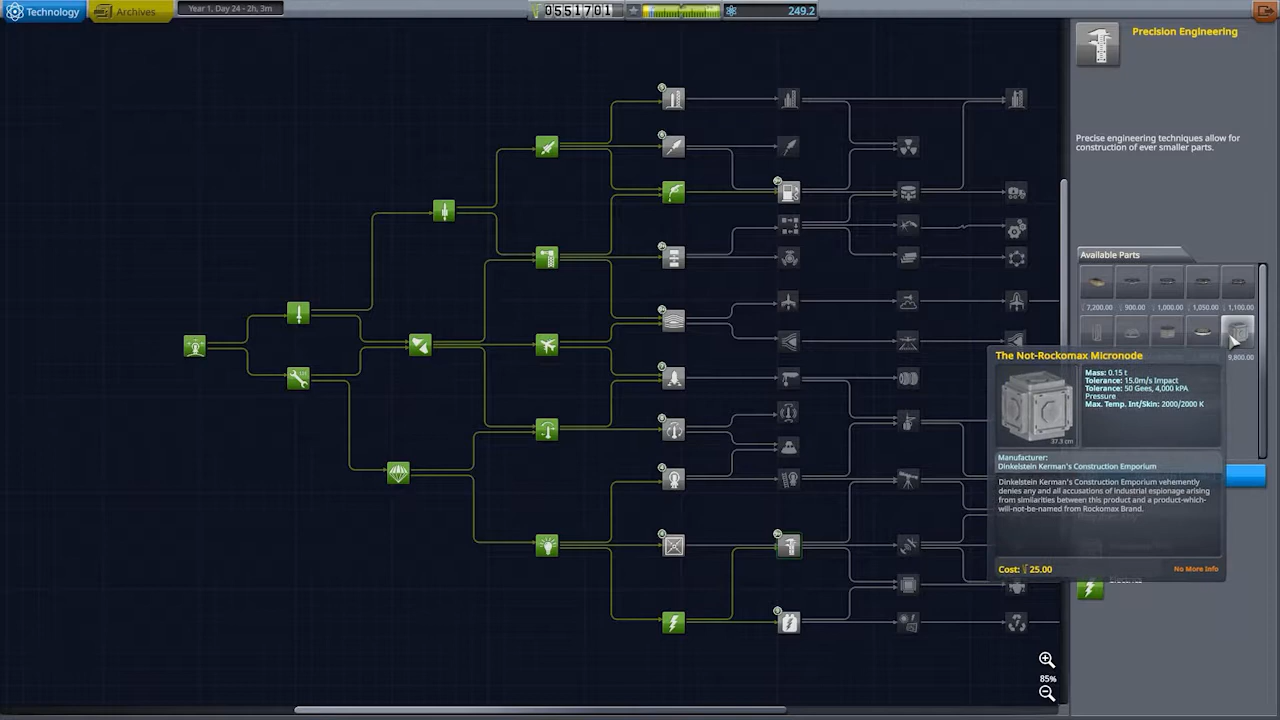 Technology
Archives
Year 1, Day 24 - 2h, 3m
0551701
249.2
Precision Engineering
Precise engineering techniques allow for
construction of ever smaller parts.
Available Parts
7,200.00 900.00 1,000.00 1,050.00 1,100.00
9,800.00
The Not-Rockomax Micronode
Mass: 0.15 t
Tolerance: 15.0m/s Impact
Tolerance: 50 Gees, 4,000 kPa
Pressure
Max. Temp. Int/Skin: 2000/2000 K
37.3 cm
Manufacturer:
Dinkelstein Kerman's Construction Emporium
Dinkelstein Kerman's Construction Emporium vehemently
denies any and all accusations of industrial espionage arising
from similarities between this product and a product-which-
will-not-be-named from Rockomax Brand.
Cost: 25.00
No More Info
85%